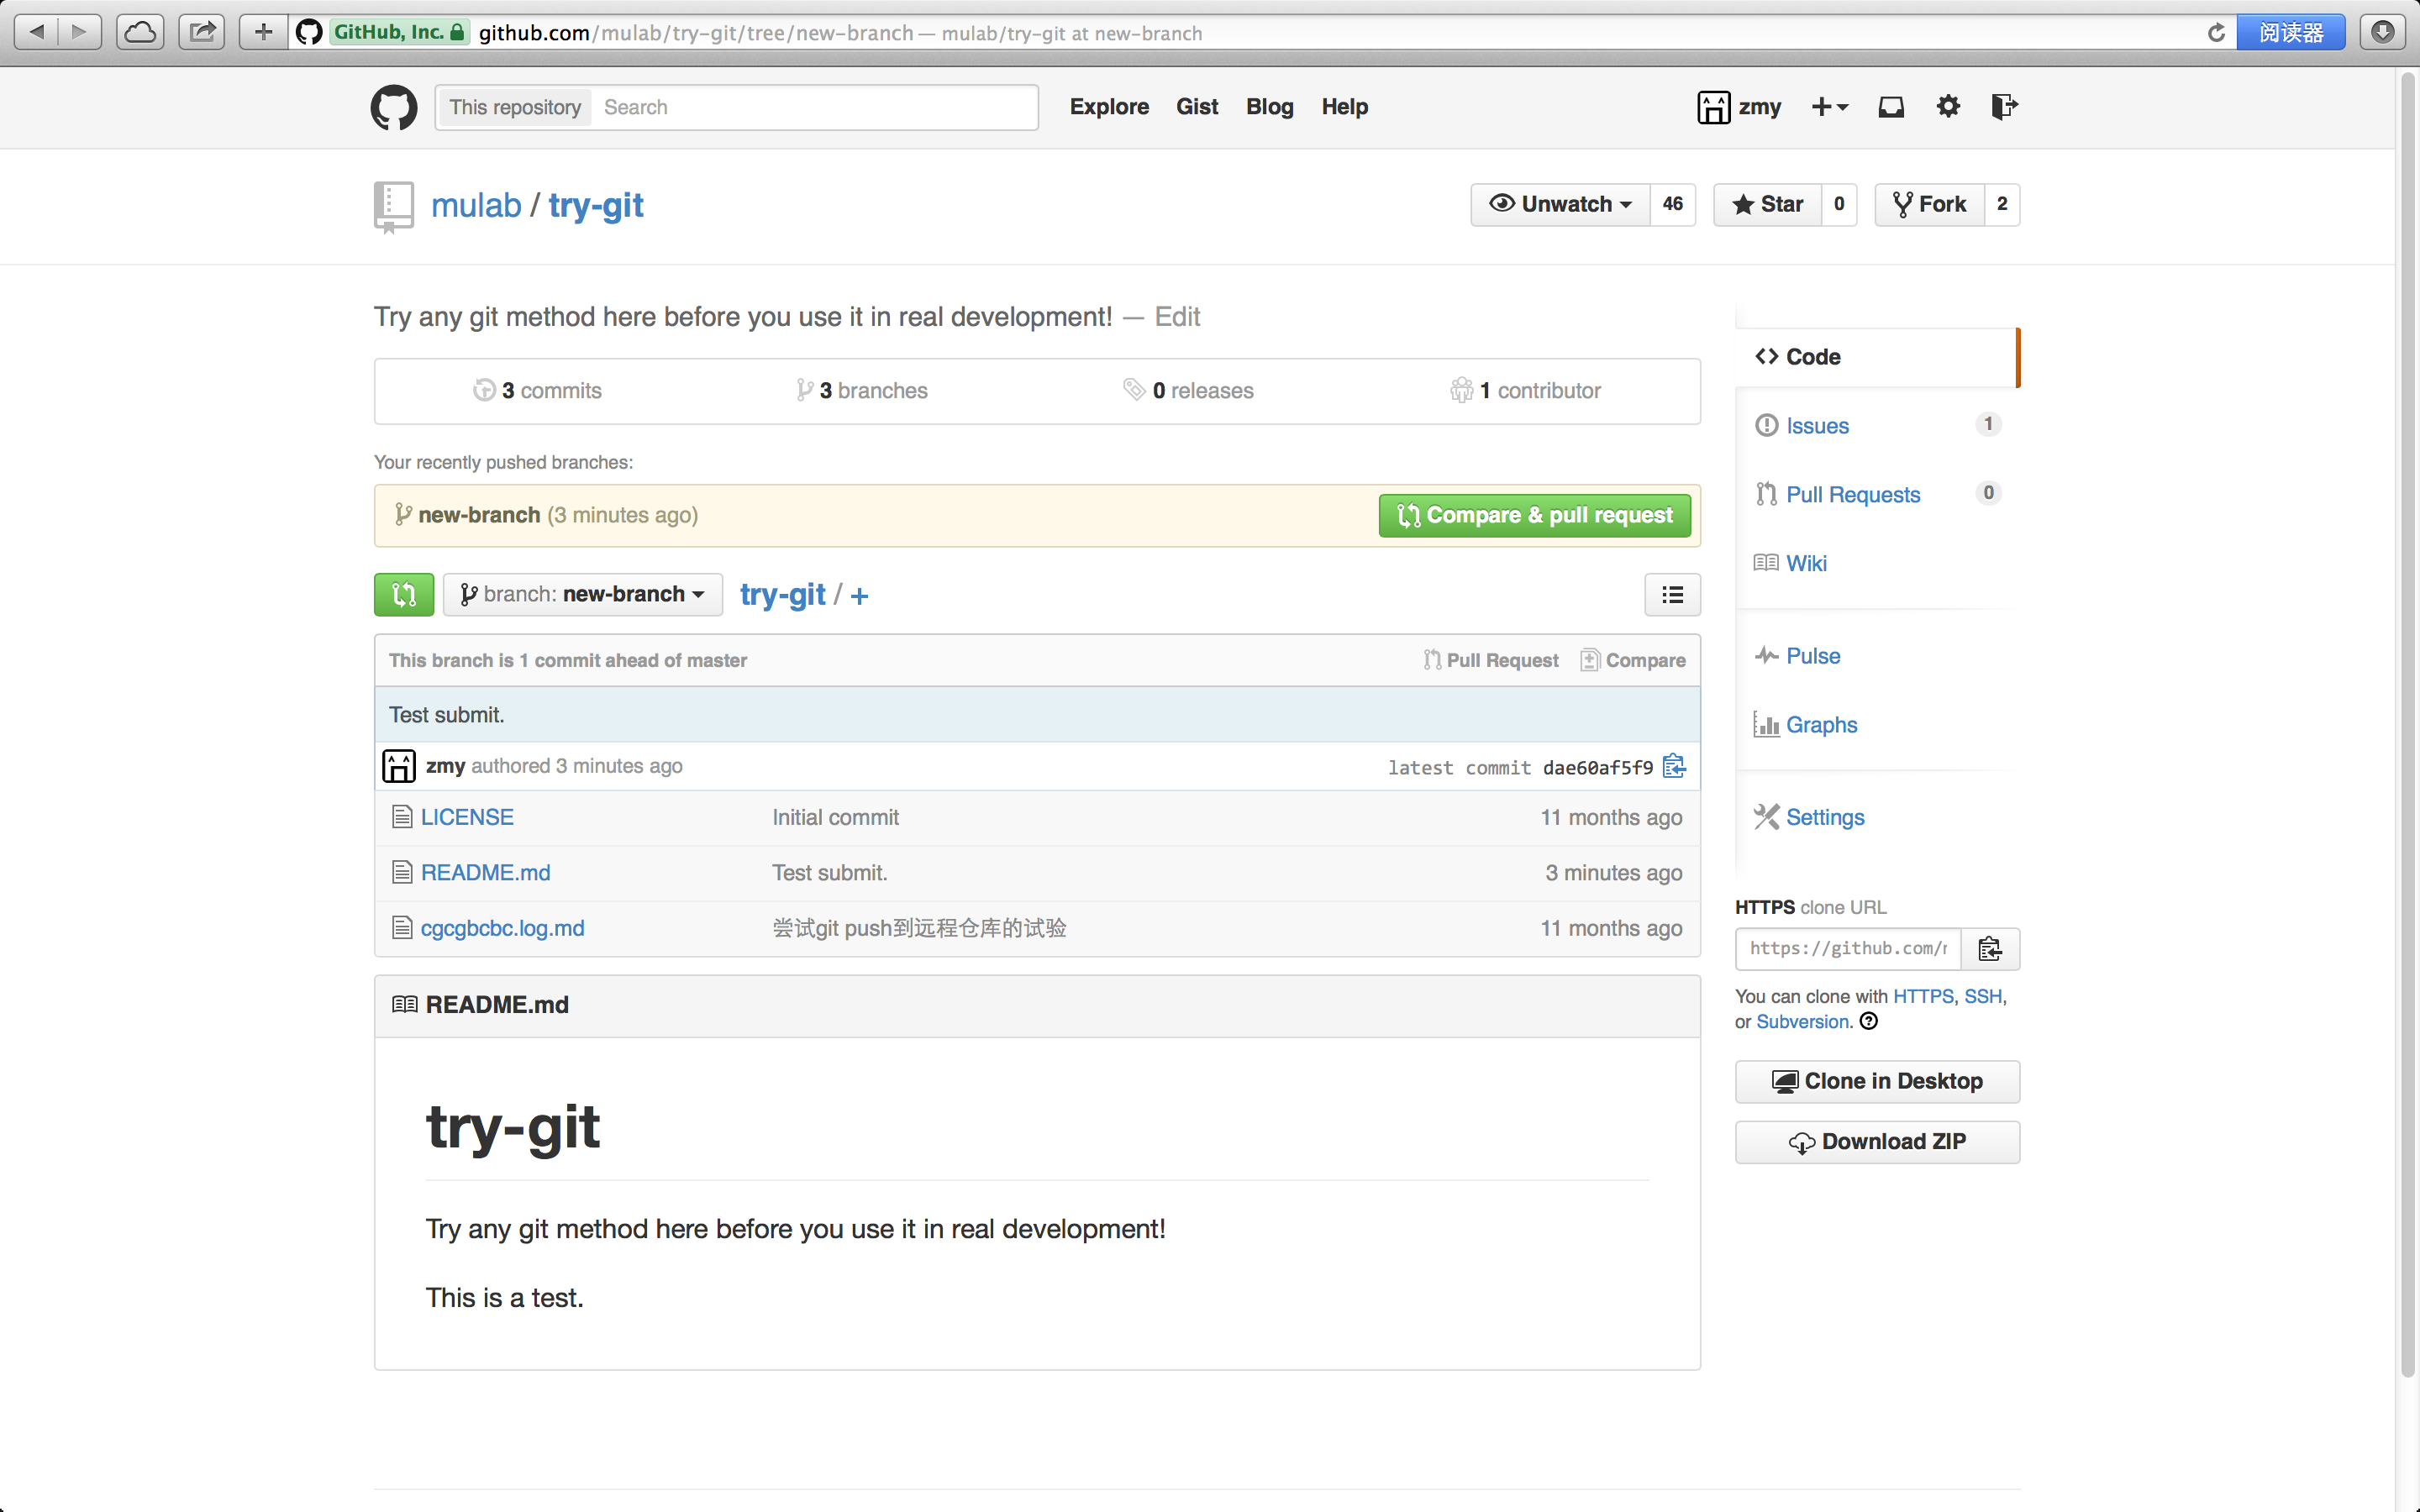 GitHub, Inc. github.com/mulab/try-git/tree/new-branch — mulab/try-git at new-branch 阅读器
This repository Search Explore Gist Blog Help zmy
mulab / try-git Unwatch 46 Star 0 Fork 2
Try any git method here before you use it in real development! — Edit
3 commits 3 branches 0 releases 1 contributor
Your recently pushed branches:
new-branch (3 minutes ago) Compare & pull request
branch: new-branch try-git / +
This branch is 1 commit ahead of master Pull Request Compare
Test submit.
zmy authored 3 minutes ago latest commit dae60af5f9
LICENSE Initial commit 11 months ago
README.md Test submit. 3 minutes ago
cgcgbcbc.log.md 尝试git push到远程仓库的试验 11 months ago
README.md
try-git
Try any git method here before you use it in real development!
This is a test.
Code
Issues 1
Pull Requests 0
Wiki
Pulse
Graphs
Settings
HTTPS clone URL
https://github.com/
You can clone with HTTPS, SSH,
or Subversion.
Clone in Desktop
Download ZIP